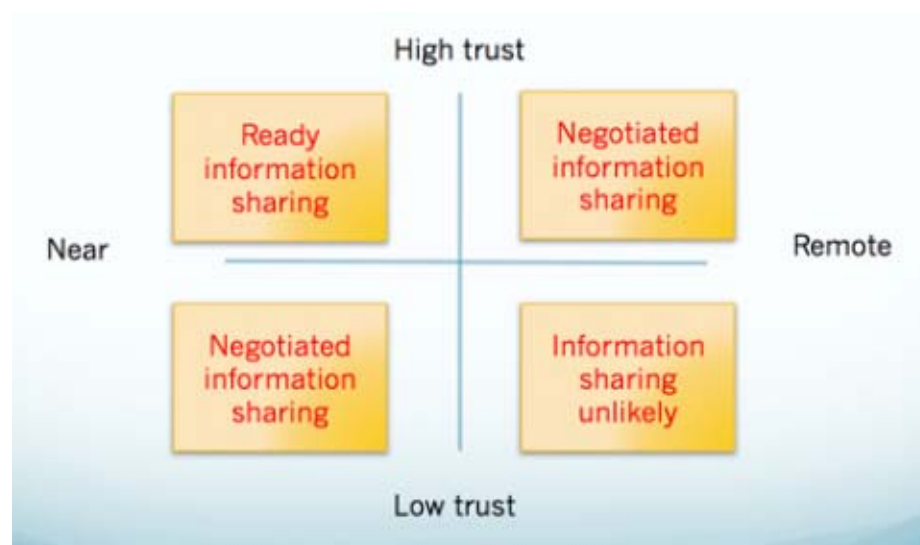 High trust
Ready
information
sharing
Negotiated
information
sharing
Near
Remote
Negotiated
information
sharing
Information
sharing
unlikely
Low trust